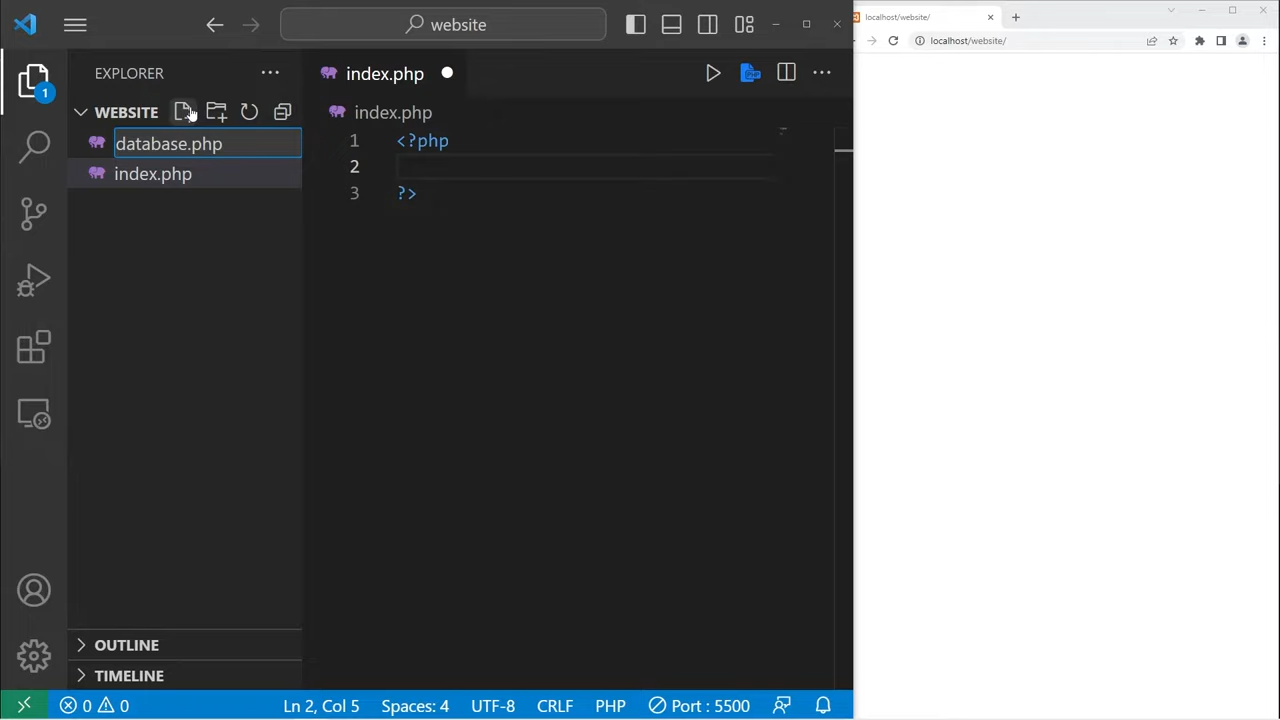 website
EXPLORER
1
WEBSITE
database.php
index.php
OUTLINE
TIMELINE
index.php
index.php
1 <?php
2
3 ?>
0 0
Ln 2, Col 5
Spaces: 4
UTF-8
CRLF
PHP
Port : 5500
localhost/website/
localhost/website/